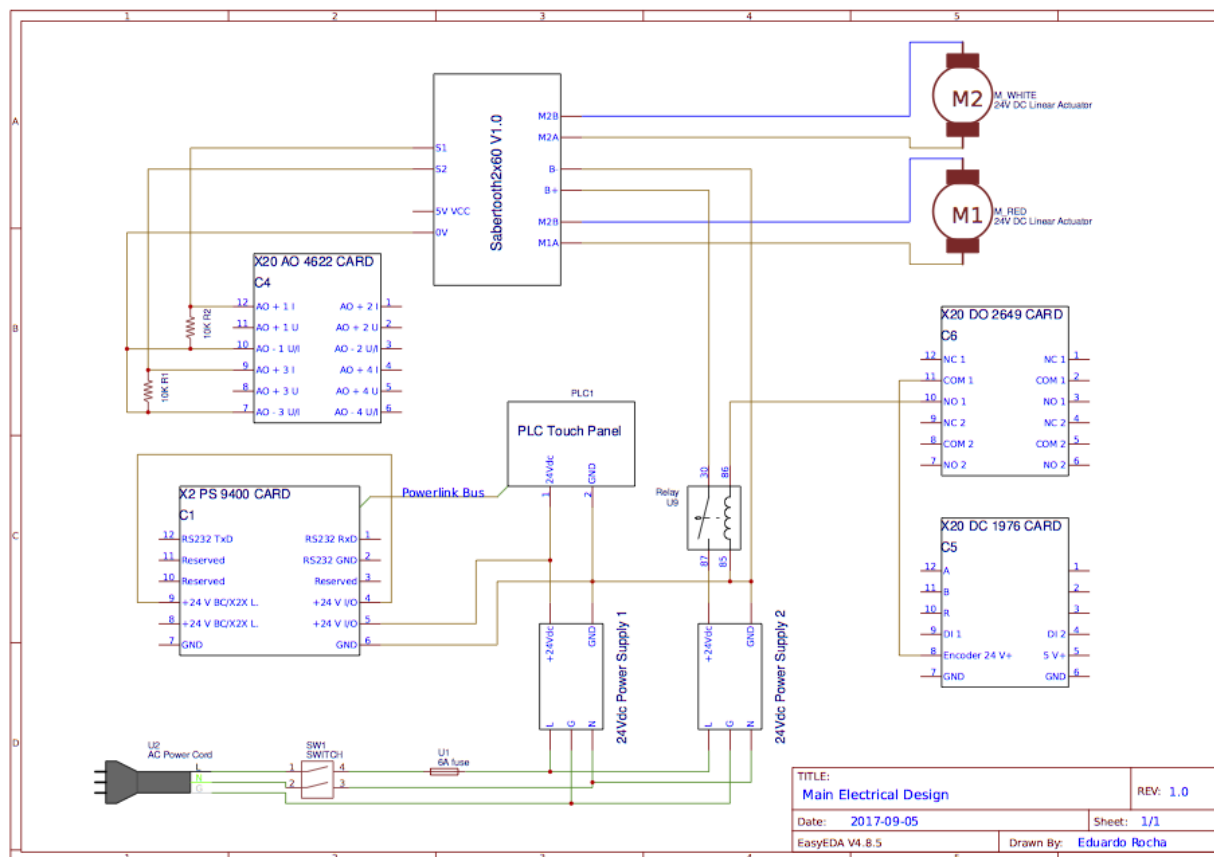 1 2 3 4 5
A
B
C
D
Sabertooth2x60 V1.0
S1
S2
5V VCC
0V
M2B
M2A
B-
B+
M2B
M1A
M2
M_WHITE
24V DC Linear Actuator
M1
M_RED
24V DC Linear Actuator
X20 AO 4622 CARD
C4
12 AO + 1 I AO + 2 I 1
11 AO + 1 U AO + 2 U 2
10 AO - 1 U/I AO - 2 U/I 3
9 AO + 3 I AO + 4 I 4
8 AO + 3 U AO + 4 U 5
7 AO - 3 U/I AO - 4 U/I 6
10K R2
10K R1
X20 DO 2649 CARD
C6
12 NC 1 NC 1 1
11 COM 1 COM 1 2
10 NO 1 NO 1 3
9 NC 2 NC 2 4
8 COM 2 COM 2 5
7 NO 2 NO 2 6
PLC1
PLC Touch Panel
24Vdc GND
1 2
Powerlink Bus
X2 PS 9400 CARD
C1
12 RS232 TxD RS232 RxD 1
11 Reserved RS232 GND 2
10 Reserved Reserved 3
9 +24 V BC/X2X L. +24 V I/O 4
8 +24 V BC/X2X L. +24 V I/O 5
7 GND GND 6
Relay
U9
30 86
87 85
X20 DC 1976 CARD
C5
12 A 1
11 B 2
10 R 3
9 DI 1 DI 2 4
8 Encoder 24 V+ 5 V+ 5
7 GND GND 6
+24Vdc GND
L G N
24Vdc Power Supply 1
+24Vdc GND
L G N
24Vdc Power Supply 2
U2
AC Power Cord
L
N
G
SW1
SWITCH
1 4
2 3
U1
6A fuse
TITLE:
Main Electrical Design
REV: 1.0
Date: 2017-09-05
Sheet: 1/1
EasyEDA V4.8.5
Drawn By: Eduardo Rocha
1 2 3 4 5